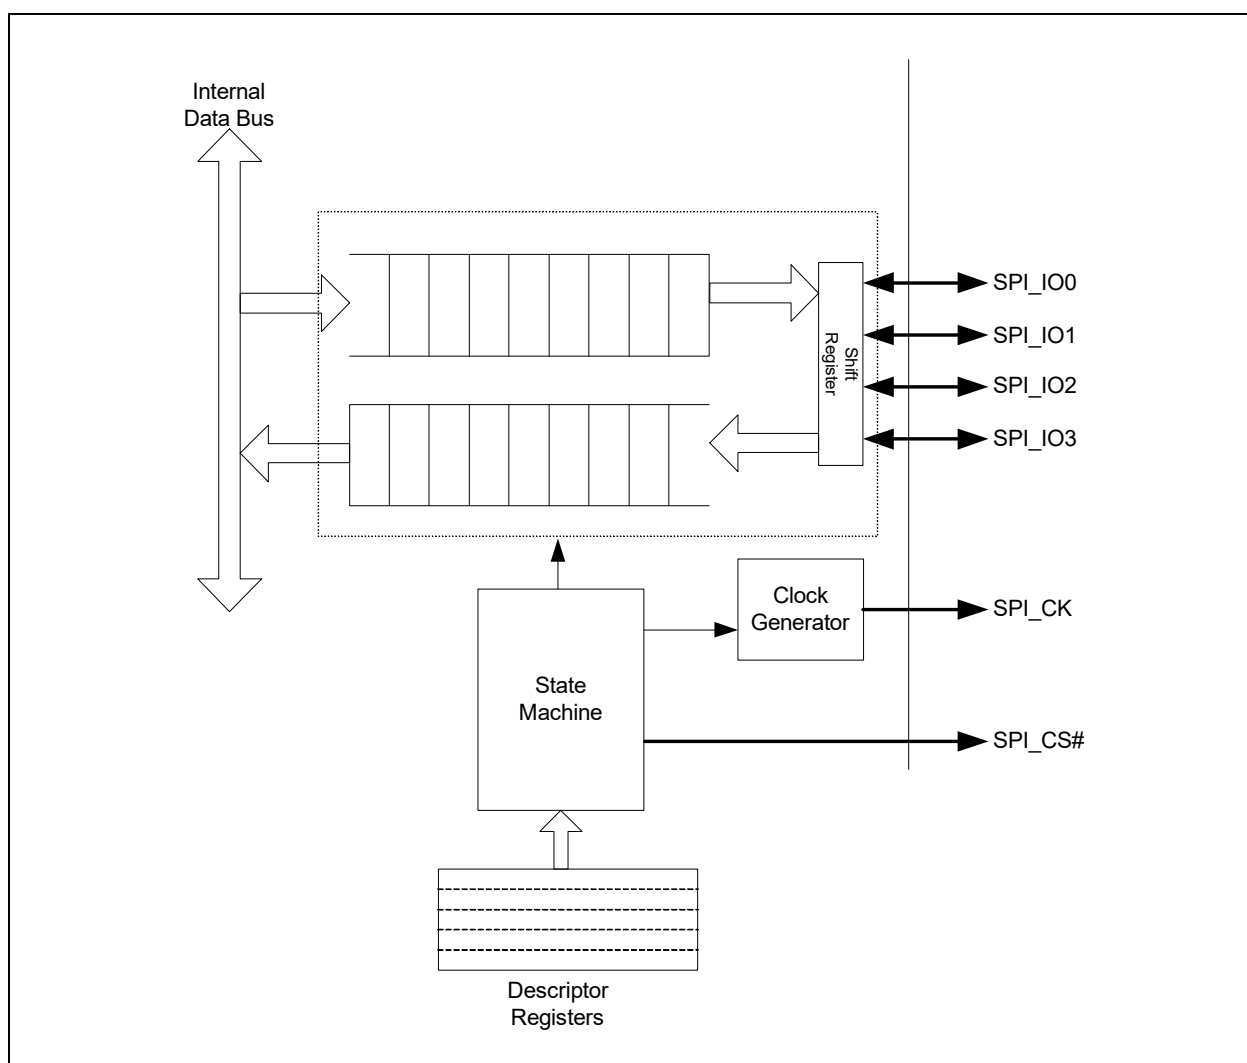 Internal
Data Bus
SPI_IO0
SPI_IO1
Shift
Register
SPI_IO2
SPI_IO3
Clock
Generator
SPI_CK
State
Machine
SPI_CS#
Descriptor
Registers